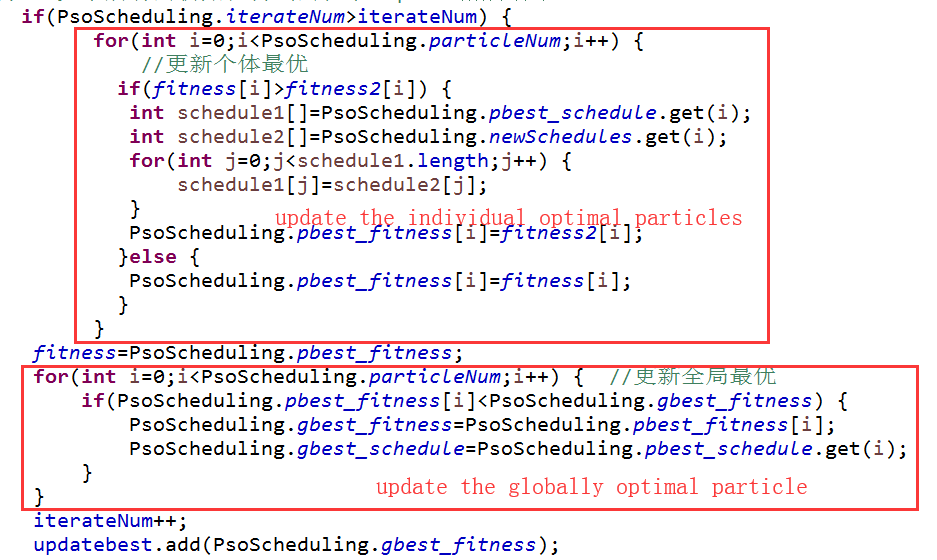 if(PsoScheduling.iterateNum>iterateNum) {
for(int i=0;i<PsoScheduling.particleNum;i++) {
//更新个体最优
if(fitness[i]>fitness2[i]) {
int schedule1[]=PsoScheduling.pbest_schedule.get(i);
int schedule2[]=PsoScheduling.newSchedules.get(i);
for(int j=0;j<schedule1.length;j++) {
schedule1[j]=schedule2[j];
}
update the individual optimal particles
PsoScheduling.pbest_fitness[i]=fitness2[i];
}else {
PsoScheduling.pbest_fitness[i]=fitness[i];
}
}
fitness=PsoScheduling.pbest_fitness;
for(int i=0;i<PsoScheduling.particleNum;i++) { //更新全局最优
if(PsoScheduling.pbest_fitness[i]<PsoScheduling.gbest_fitness) {
PsoScheduling.gbest_fitness=PsoScheduling.pbest_fitness[i];
PsoScheduling.gbest_schedule=PsoScheduling.pbest_schedule.get(i);
}
update the globally optimal particle
}
iterateNum++;
updatebest.add(PsoScheduling.gbest_fitness);